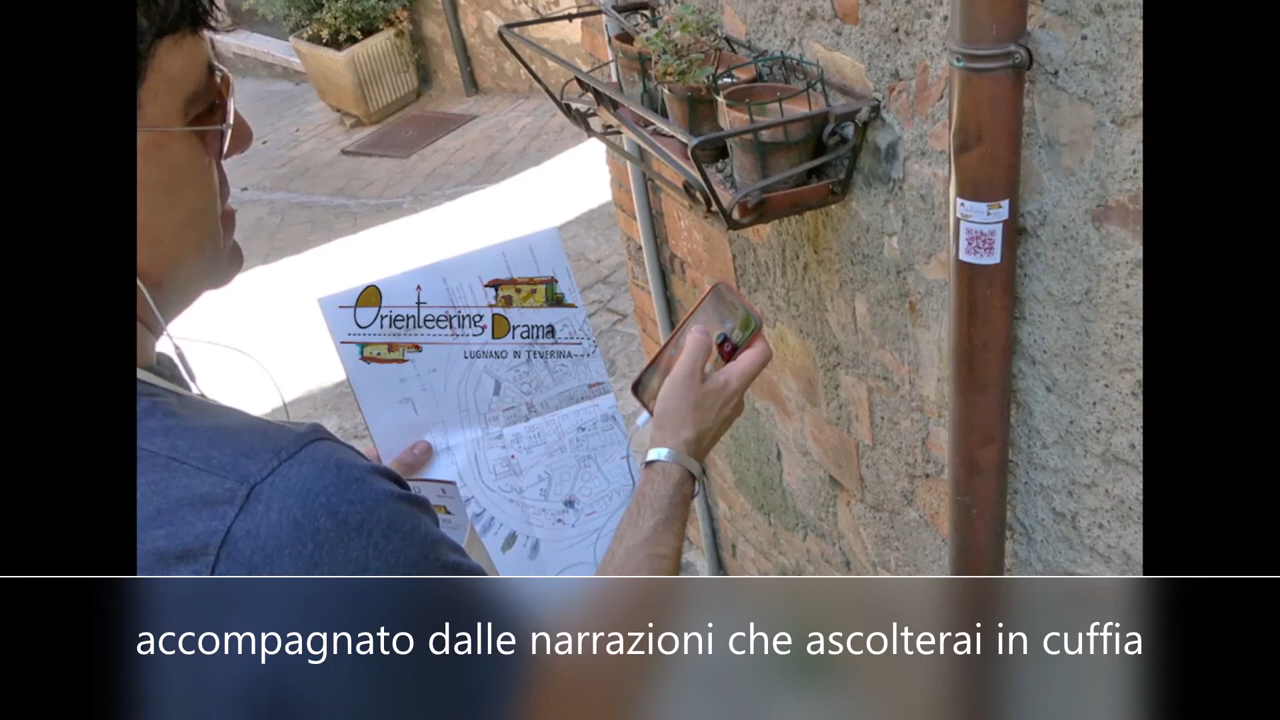 Orienteering Drama
LUGNANO IN TEVERINA
accompagnato dalle narrazioni che ascolterai in cuffia